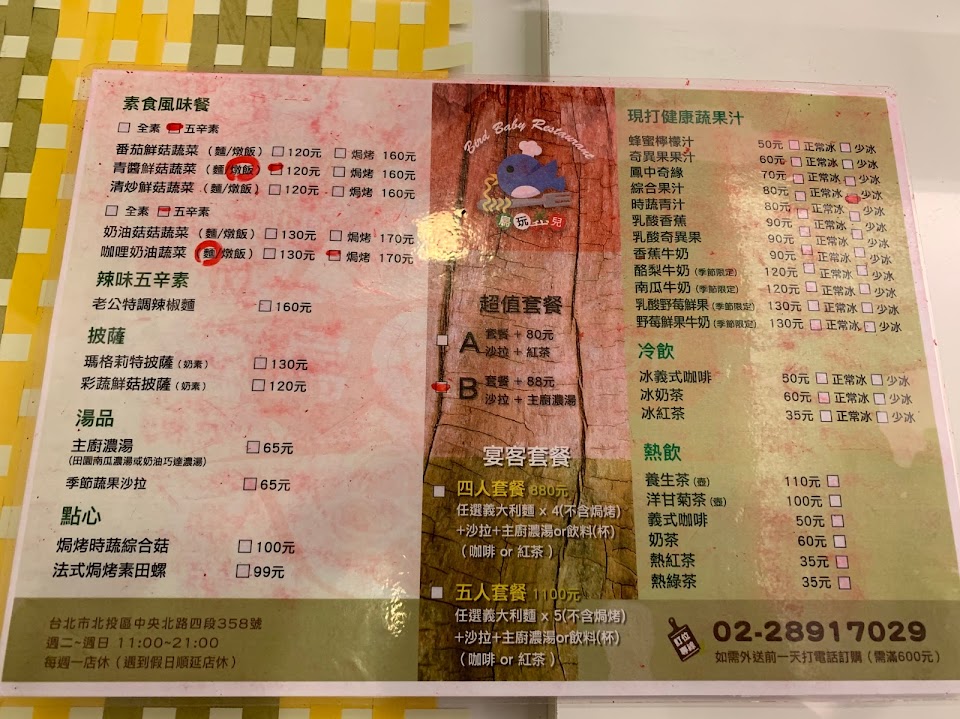 素食風味餐
全素 五辛素
番茄鮮菇蔬菜（麵/燉飯） 120元 焗烤 160元
青醬鮮菇蔬菜（麵/燉飯） 120元 焗烤 160元
清炒鮮菇蔬菜（麵/燉飯） 120元 焗烤 160元
全素 五辛素
奶油菇菇蔬菜（麵/燉飯） 130元 焗烤 170元
咖哩奶油蔬菜（麵/燉飯） 130元 焗烤 170元
辣味五辛素
老公特調辣椒麵 160元
披薩
瑪格莉特披薩（奶素） 130元
彩蔬鮮菇披薩（奶素） 120元
湯品
主廚濃湯 65元
(田園南瓜濃湯或奶油巧達濃湯)
季節蔬果沙拉 65元
點心
焗烤時蔬綜合菇 100元
法式焗烤素田螺 99元
台北市北投區中央北路四段358號
週二~週日 11:00~21:00
每週一店休（遇到假日順延店休）
Bird Baby Restaurant
鳥玩意兒
超值套餐
A 套餐 + 80元
沙拉 + 紅茶
B 套餐 + 88元
沙拉 + 主廚濃湯
宴客套餐
四人套餐 880元
任選義大利麵 x 4(不含焗烤)
+沙拉+主廚濃湯or飲料(杯)
（咖啡 or 紅茶）
五人套餐 1100元
任選義大利麵 x 5(不含焗烤)
+沙拉+主廚濃湯or飲料(杯)
（咖啡 or 紅茶）
現打健康蔬果汁
蜂蜜檸檬汁 50元 正常冰 少冰
奇異果果汁 60元 正常冰 少冰
鳳中奇緣 70元 正常冰 少冰
綜合果汁 80元 正常冰 少冰
時蔬青汁 80元 正常冰 少冰
乳酸香蕉 90元 正常冰 少冰
乳酸奇異果 90元 正常冰 少冰
香蕉牛奶 90元 正常冰 少冰
酪梨牛奶（季節限定） 120元 正常冰 少冰
南瓜牛奶（季節限定） 120元 正常冰 少冰
乳酸野莓鮮果（季節限定） 130元 正常冰 少冰
野莓鮮果牛奶（季節限定） 130元 正常冰 少冰
冷飲
冰義式咖啡 50元 正常冰 少冰
冰奶茶 60元 正常冰 少冰
冰紅茶 35元 正常冰 少冰
熱飲
養生茶（壺） 110元
洋甘菊茶（壺） 100元
義式咖啡 50元
奶茶 60元
熱紅茶 35元
熱綠茶 35元
訂位專線 02-28917029
如需外送前一天打電話訂購（需滿600元）